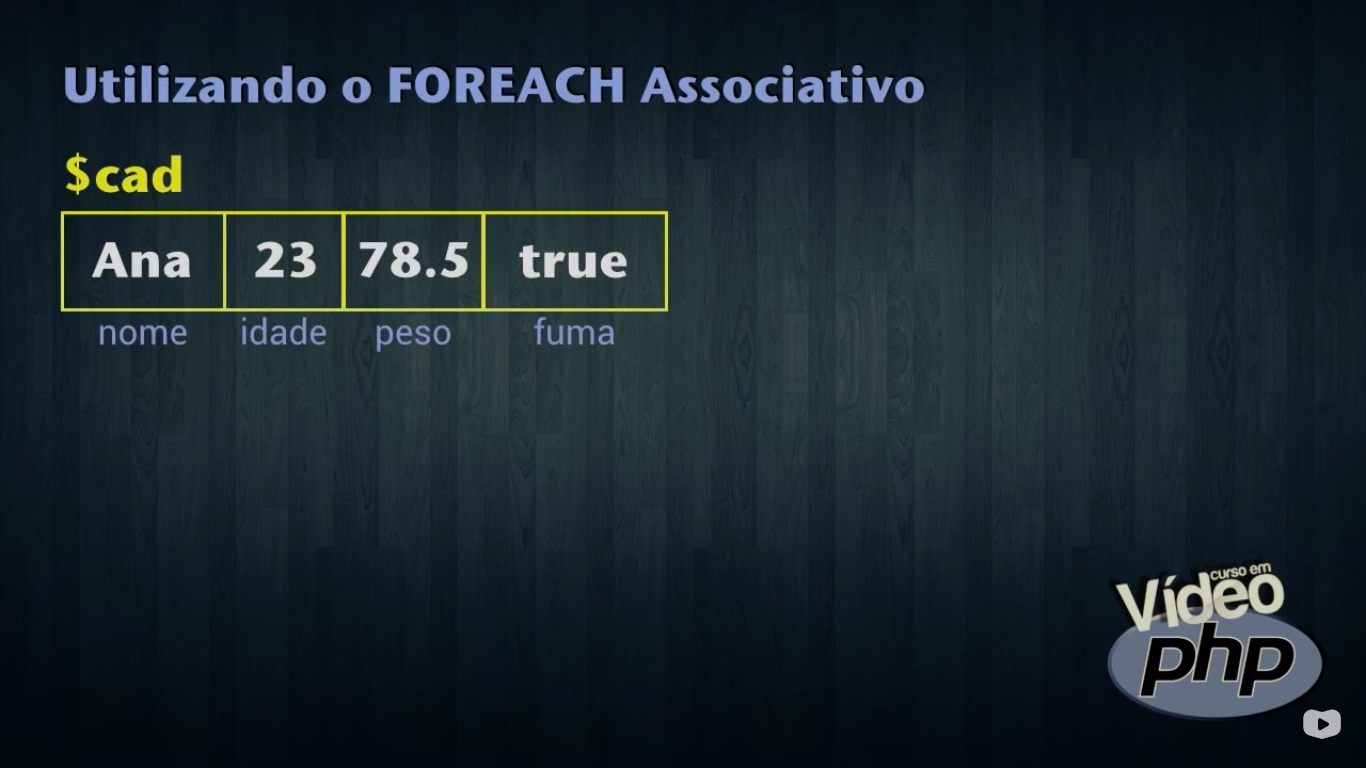 Utilizando o FOREACH Associativo
$cad
Ana 23 78.5 true
nome idade peso fuma
curso em
Vídeo
php